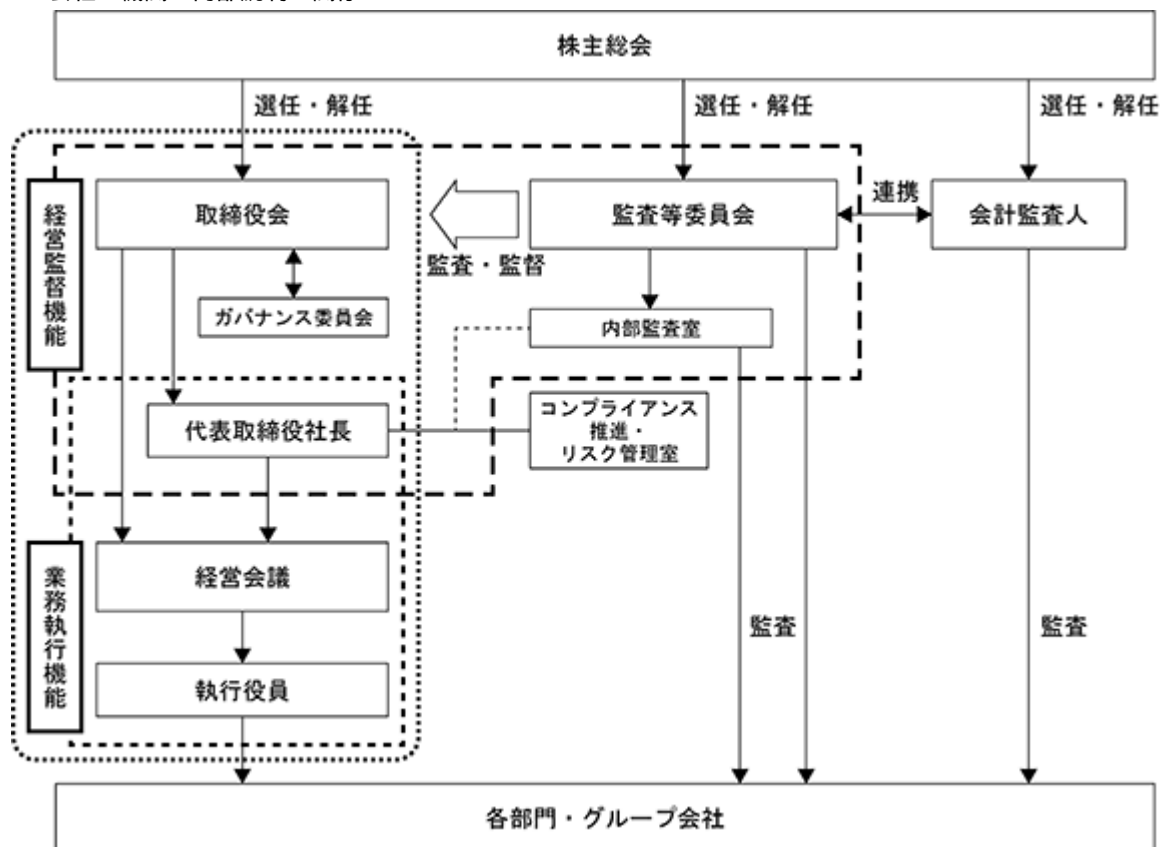 株主総会
選任・解任
選任・解任
選任・解任
経営監督機能
取締役会
監査・監督
監査等委員会
連携
会計監査人
ガバナンス委員会
内部監査室
代表取締役社長
コンプライアンス
推進・
リスク管理室
業務執行機能
経営会議
執行役員
監査
監査
各部門・グループ会社